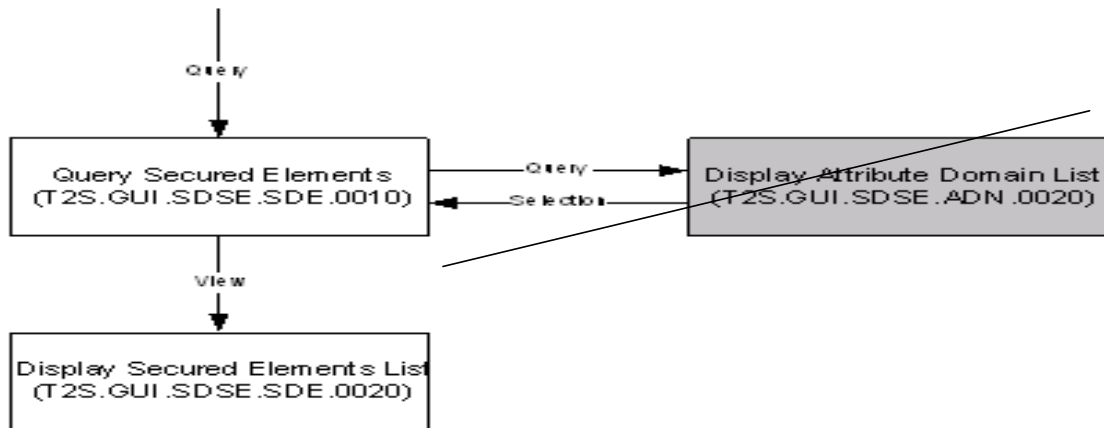 Query
Query Secured Elements
(T2S.GUI.SDSE.SDE.0010)
Query
Selection
Display Attribute Domain List
(T2S.GUI.SDSE.ADN.0020)
View
Display Secured Elements List
(T2S.GUI.SDSE.SDE.0020)